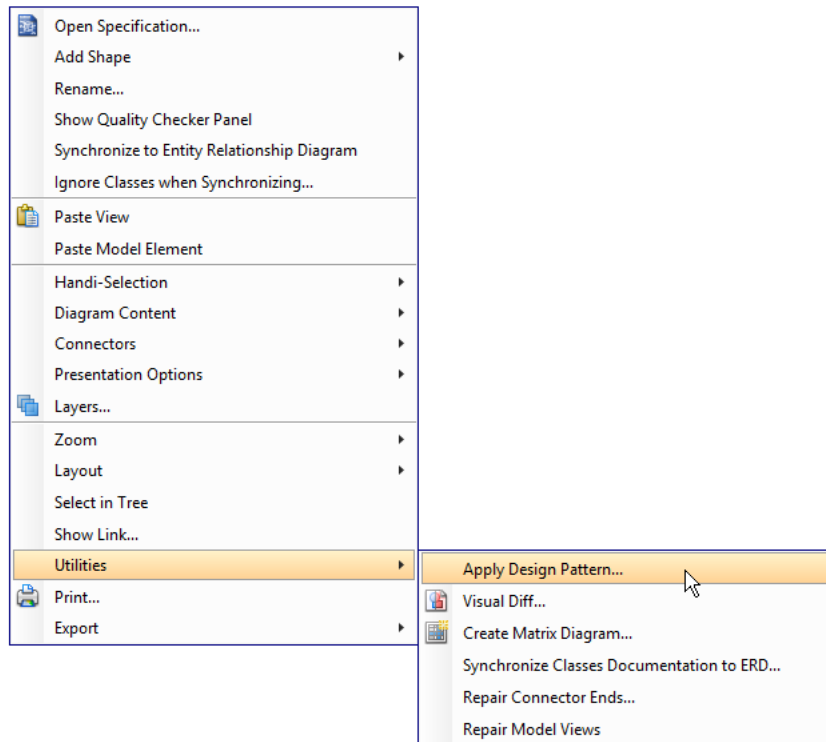 Open Specification...
Add Shape
Rename...
Show Quality Checker Panel
Synchronize to Entity Relationship Diagram
Ignore Classes when Synchronizing...
Paste View
Paste Model Element
Handi-Selection
Diagram Content
Connectors
Presentation Options
Layers...
Zoom
Layout
Select in Tree
Show Link...
Utilities
Print...
Export
Apply Design Pattern...
Visual Diff...
Create Matrix Diagram...
Synchronize Classes Documentation to ERD...
Repair Connector Ends...
Repair Model Views